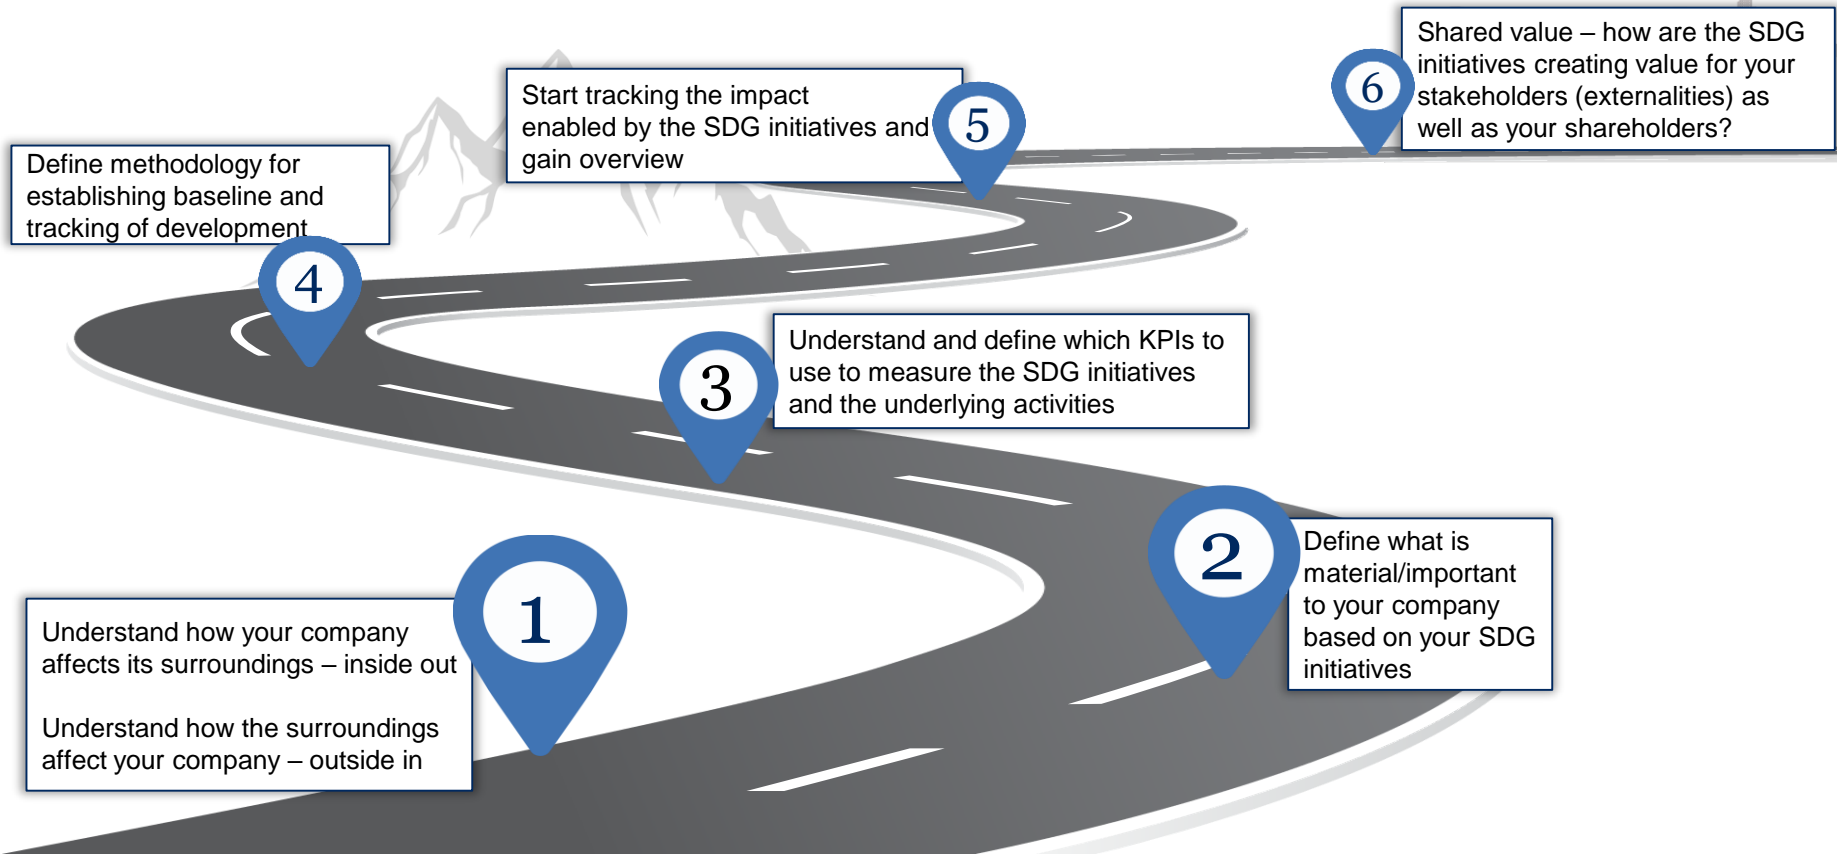 1
Understand how your company
affects its surroundings – inside out
Understand how the surroundings
affect your company – outside in
2
Define what is
material/important
to your company
based on your SDG
initiatives
3
Understand and define which KPIs to
use to measure the SDG initiatives
and the underlying activities
4
Define methodology for
establishing baseline and
tracking of development
5
Start tracking the impact
enabled by the SDG initiatives and
gain overview
6
Shared value – how are the SDG
initiatives creating value for your
stakeholders (externalities) as
well as your shareholders?